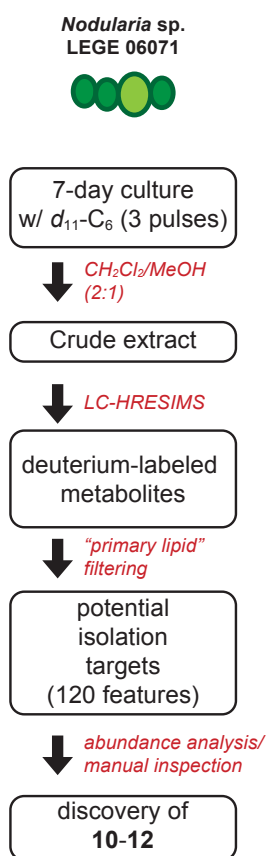 Nodularia sp.
LEGE 06071
7-day culture
w/ d₁₁-C₆ (3 pulses)
CH₂Cl₂/MeOH
(2:1)
Crude extract
LC-HRESIMS
deuterium-labeled
metabolites
“primary lipid”
filtering
potential
isolation
targets
(120 features)
abundance analysis/
manual inspection
discovery of
10-12